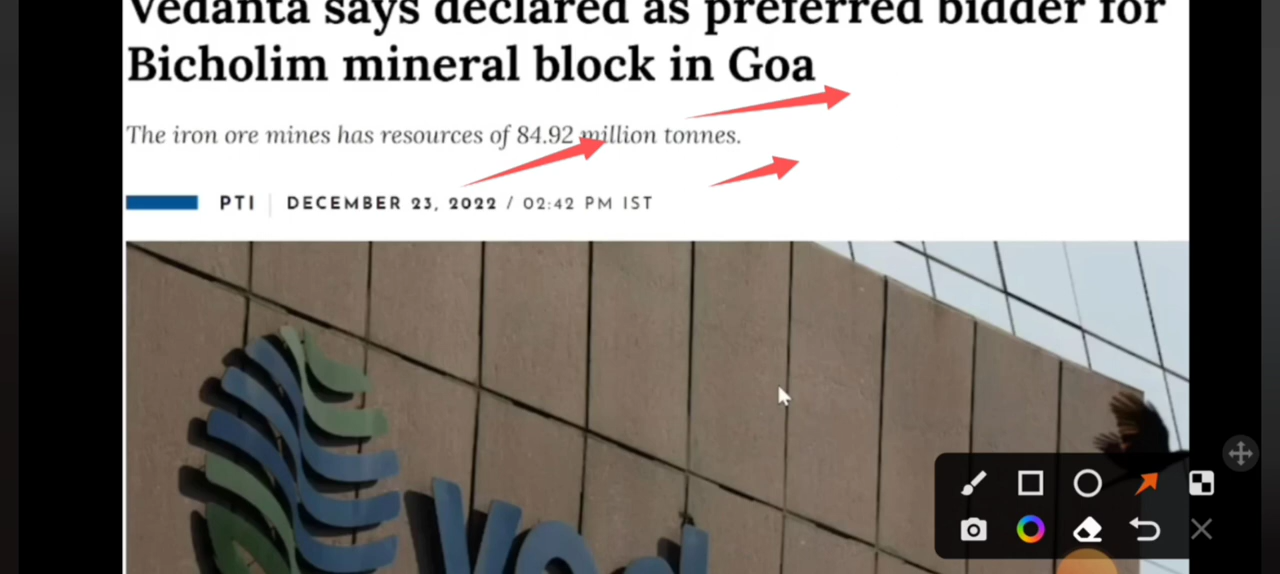 Vedanta says declared as preferred bidder for
Bicholim mineral block in Goa
The iron ore mines has resources of 84.92 million tonnes.
PTI | DECEMBER 23, 2022 / 02:42 PM IST
ved